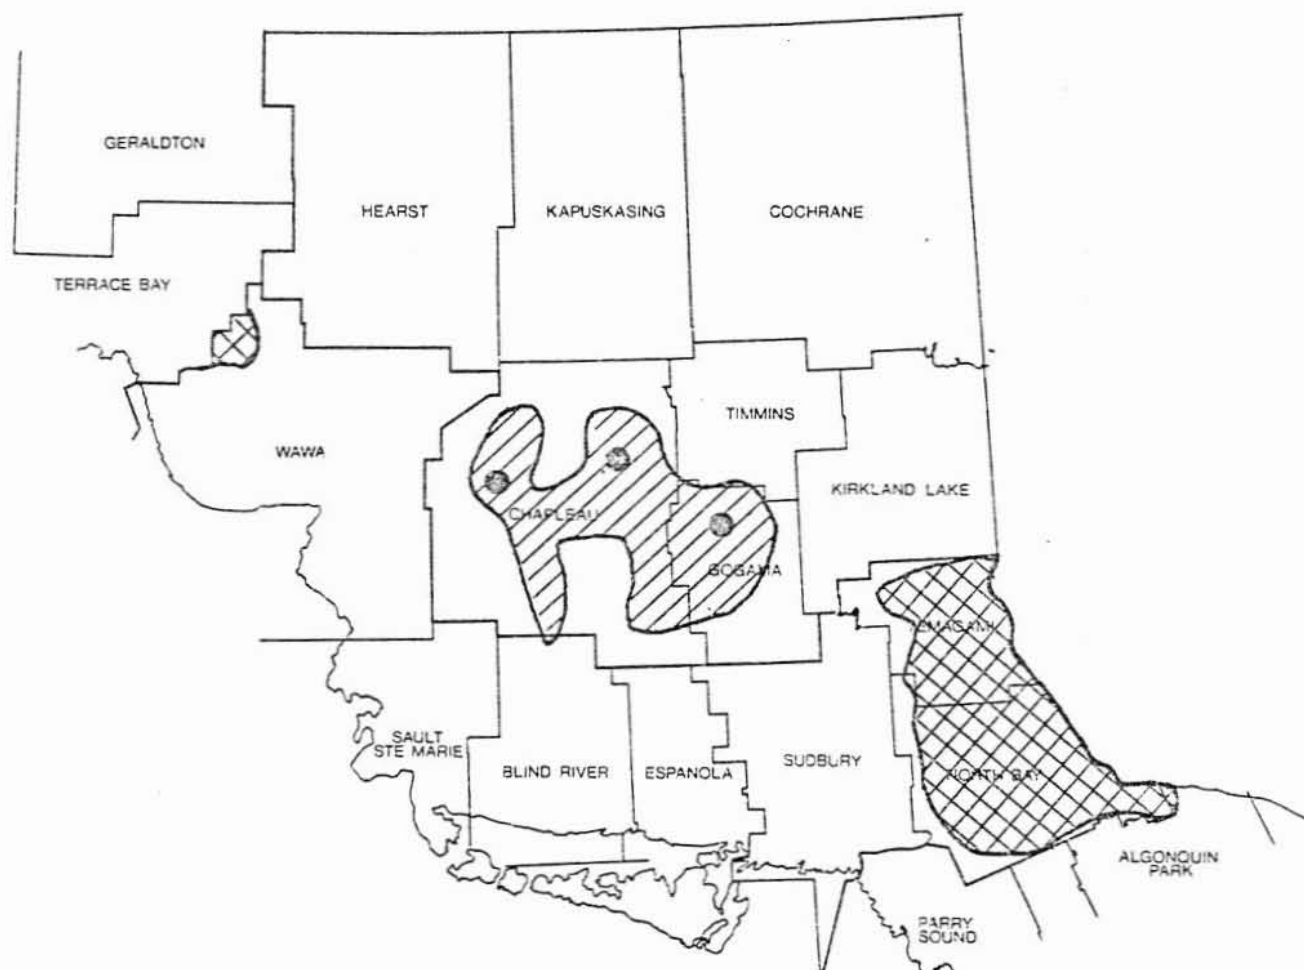 GERALDTON
HEARST
KAPUSKASING
COCHRANE
TERRACE BAY
TIMMINS
WAWA
KIRKLAND LAKE
CHAPLEAU
GOGAMA
EMAGAMI
SAULT
STE MARIE
BLIND RIVER
ESPANOLA
SUDBURY
NORTH BAY
ALGONQUIN
PARK
PARRY
SOUND